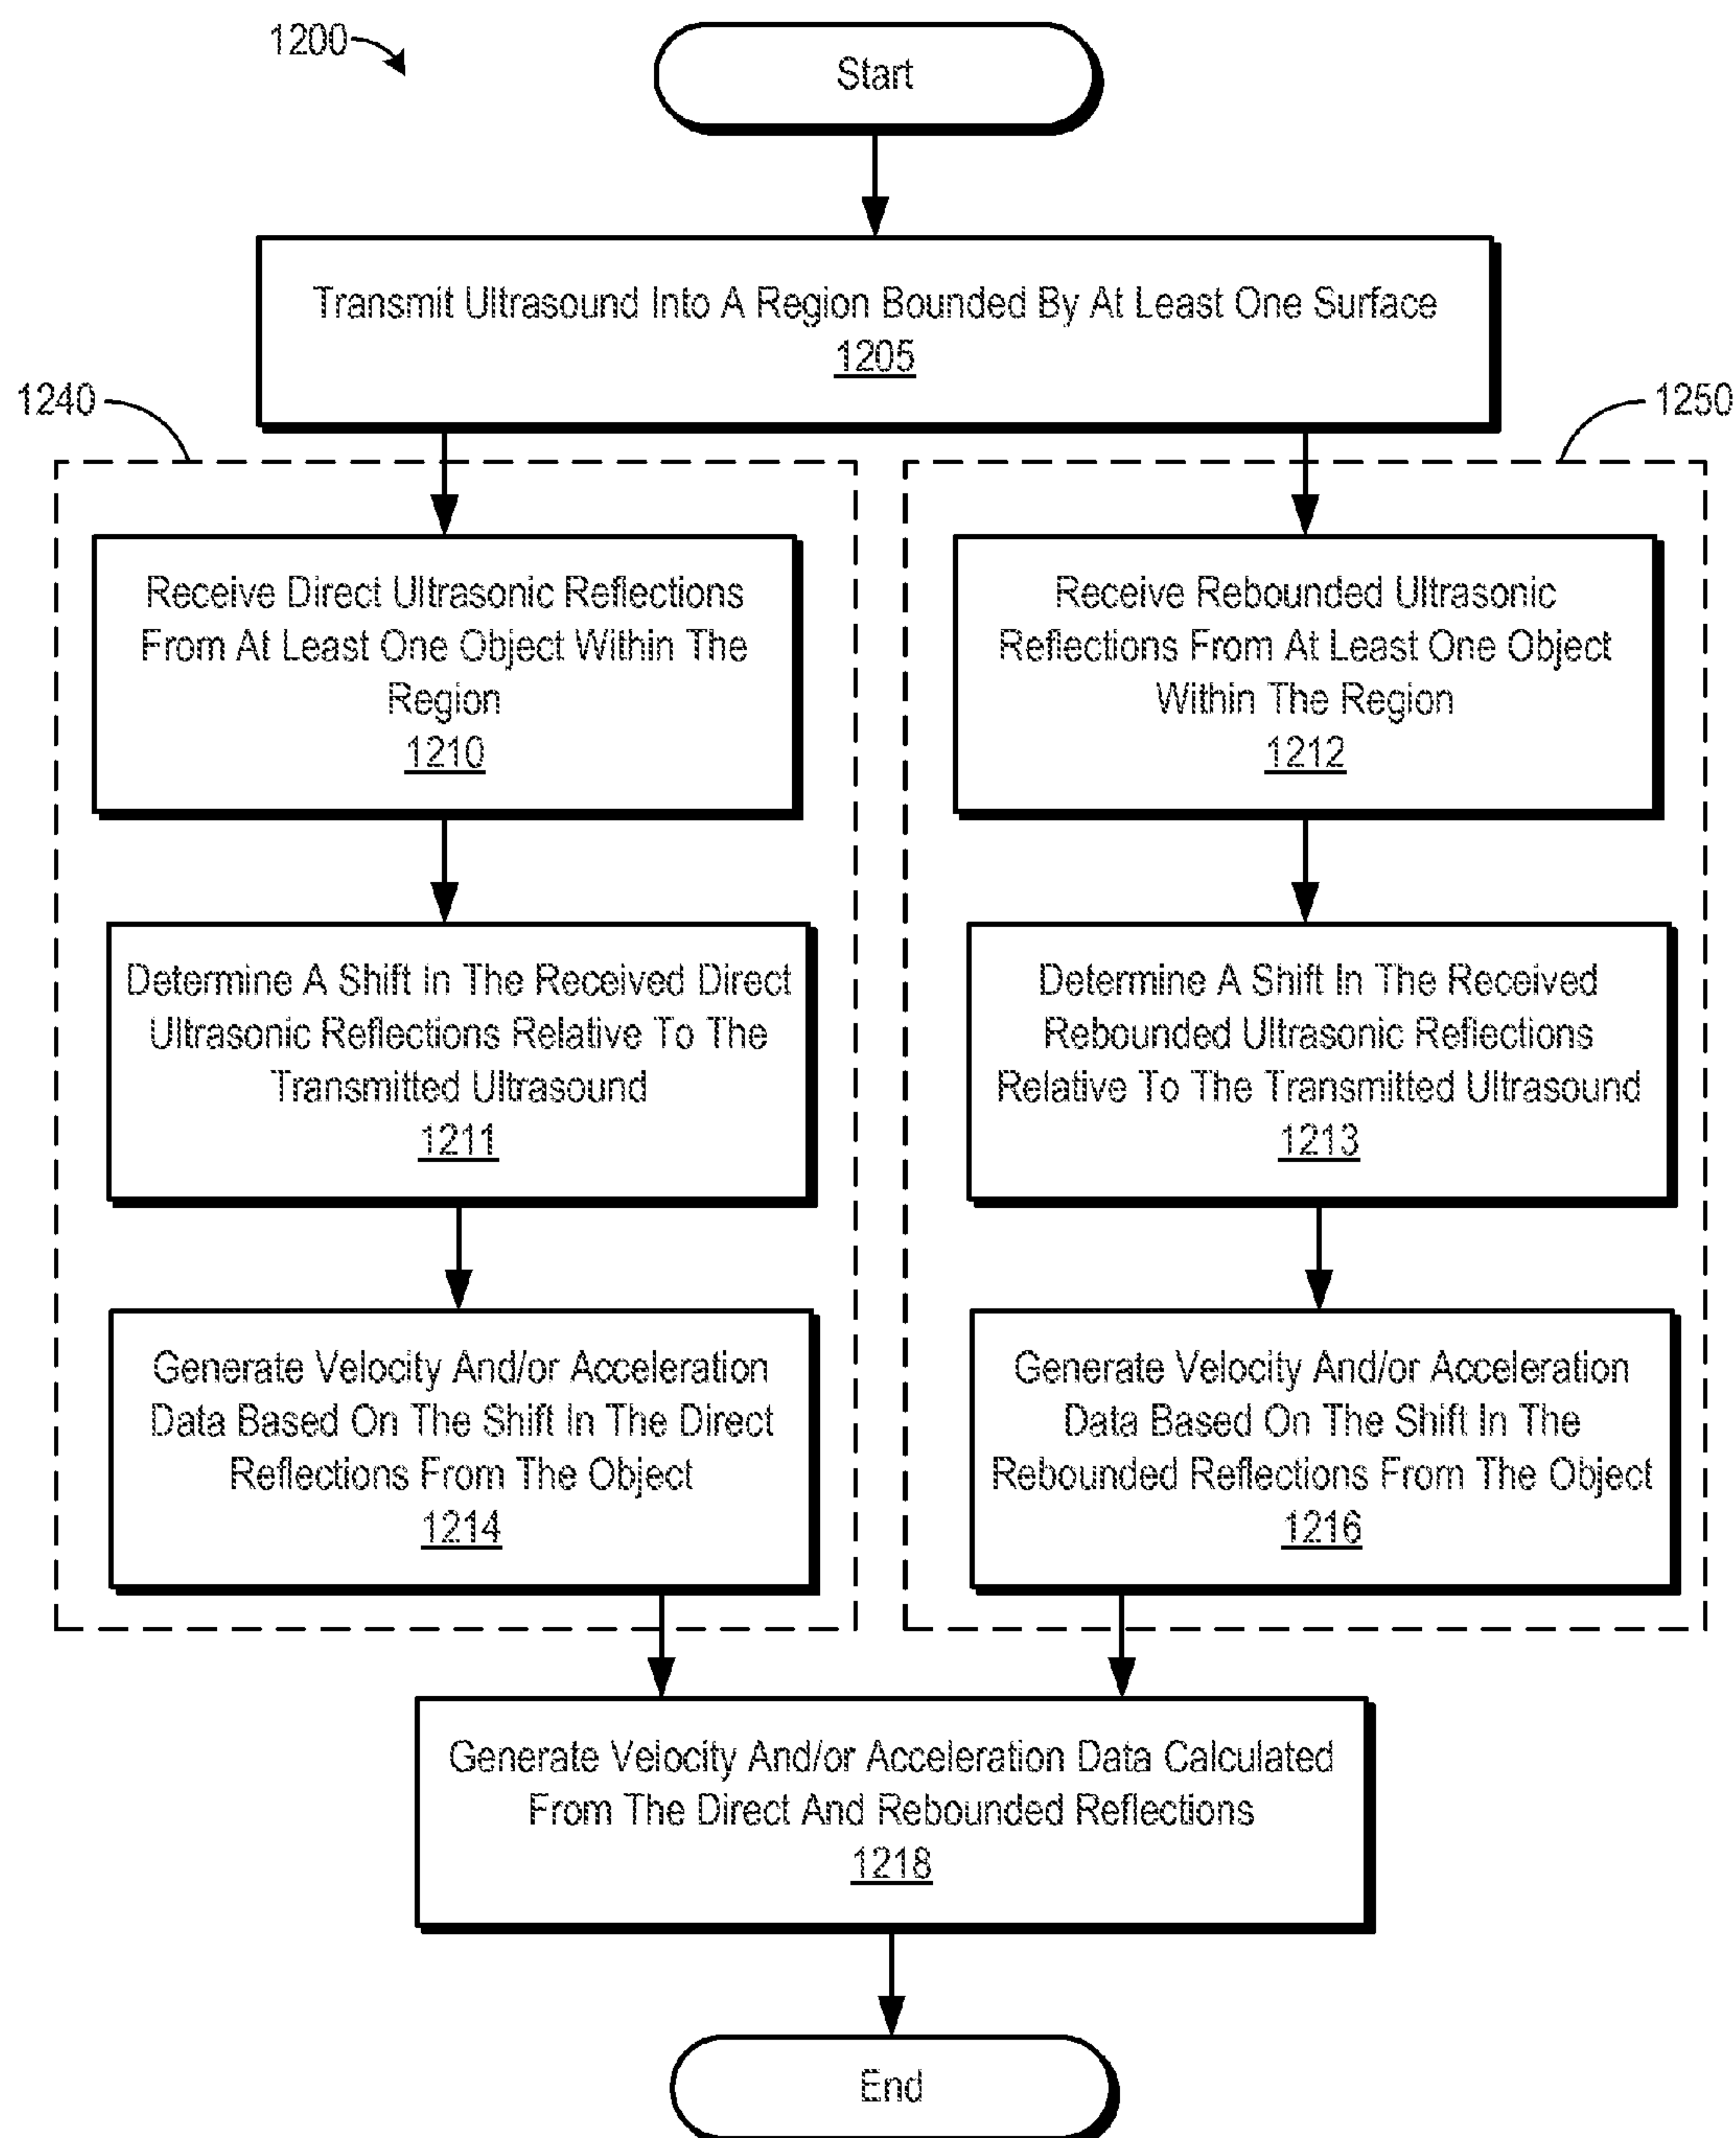 1200
Start
Transmit Ultrasound Into A Region Bounded By At Least One Surface
1205
1240
1250
Receive Direct Ultrasonic Reflections
From At Least One Object Within The
Region
1210
Receive Rebounded Ultrasonic
Reflections From At Least One Object
Within The Region
1212
Determine A Shift In The Received Direct
Ultrasonic Reflections Relative To The
Transmitted Ultrasound
1211
Determine A Shift In The Received
Rebounded Ultrasonic Reflections
Relative To The Transmitted Ultrasound
1213
Generate Velocity And/or Acceleration
Data Based On The Shift In The Direct
Reflections From The Object
1214
Generate Velocity And/or Acceleration
Data Based On The Shift In The
Rebounded Reflections From The Object
1216
Generate Velocity And/or Acceleration Data Calculated
From The Direct And Rebounded Reflections
1218
End